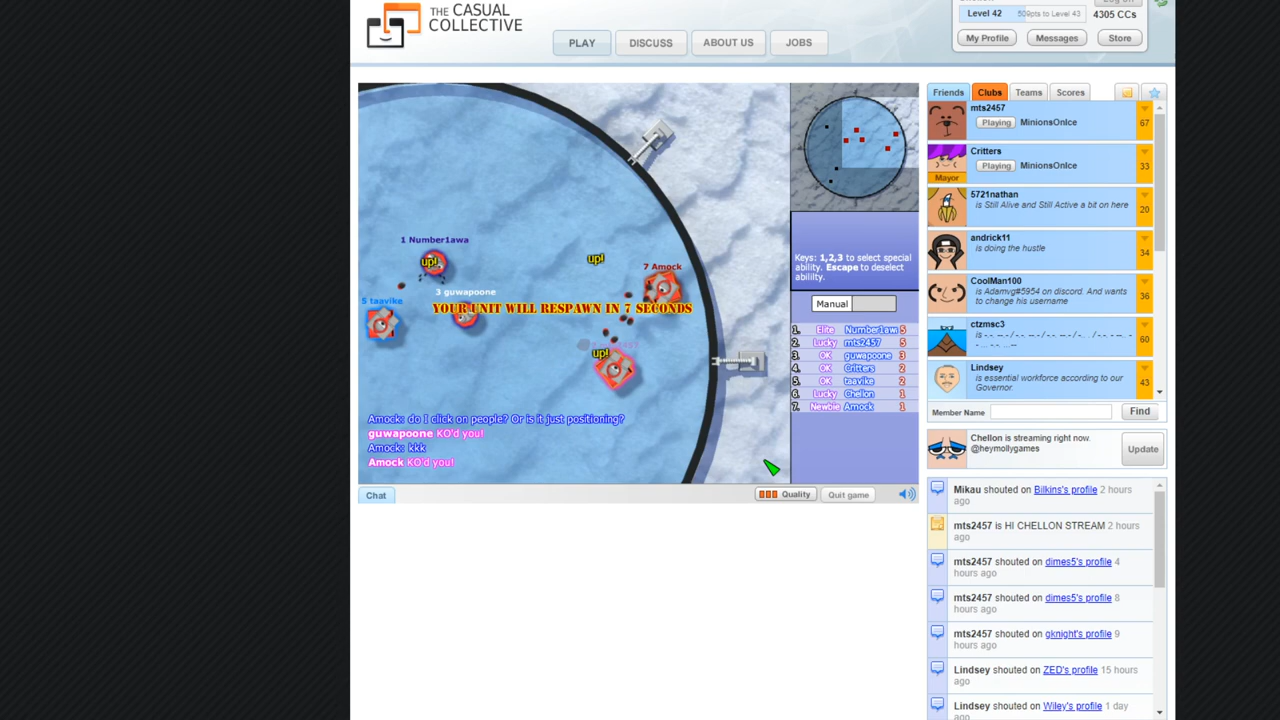 THE CASUAL
COLLECTIVE
PLAY
DISCUSS
ABOUT US
JOBS
Level 42
509pts to Level 43
4305 CCs
My Profile
Messages
Store
1 Number1awa
up!
3 guwapoone
5 taavike
up!
7 Amock
YOUR UNIT WILL RESPAWN IN 7 SECONDS
up!
Amock: do I click on people? Or is it just positioning?
guwapoone KO'd you!
Amock: kkk
Amock KO'd you!
Keys: 1,2,3 to select special
ability. Escape to deselect
abililty.
Manual
1. Elite Number1awa 5
2. Lucky mts2457 5
3. OK guwapoone 3
4. OK Critters 2
5. OK taavike 2
6. Lucky Chellon 1
7. Newbie Amock 1
Chat
Quality
Quit game
Friends
Clubs
Teams
Scores
mts2457
Playing MinionsOnIce
67
Critters
Playing MinionsOnIce
33
Mayor
5721nathan
is Still Alive and Still Active a bit on here
20
andrick11
is doing the hustle
34
CoolMan100
is Adamvg#5954 on discord. And wants
to change his username
36
ctzmsc3
60
Lindsey
is essential workforce according to our
Governor.
43
Member Name
Find
Chellon is streaming right now.
@heymollygames
Update
Mikau shouted on Bilkins's profile 2 hours
ago
mts2457 is HI CHELLON STREAM 2 hours
ago
mts2457 shouted on dimes5's profile 4
hours ago
mts2457 shouted on dimes5's profile 8
hours ago
mts2457 shouted on gknight's profile 9
hours ago
Lindsey shouted on ZED's profile 15 hours
ago
Lindsey shouted on Wiley's profile 1 day
ago